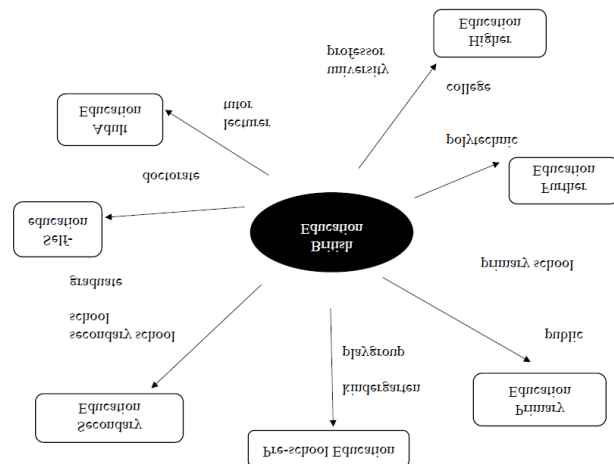 Pre-school Education
Secondary
Education
Primary
Education
kindergarten
playgroup
public
secondary school
school
graduate
primary school
Self-
education
British
Education
Further
Education
doctorate
polytechnic
lecturer
tutor
Adult
Education
college
university
professor
Higher
Education